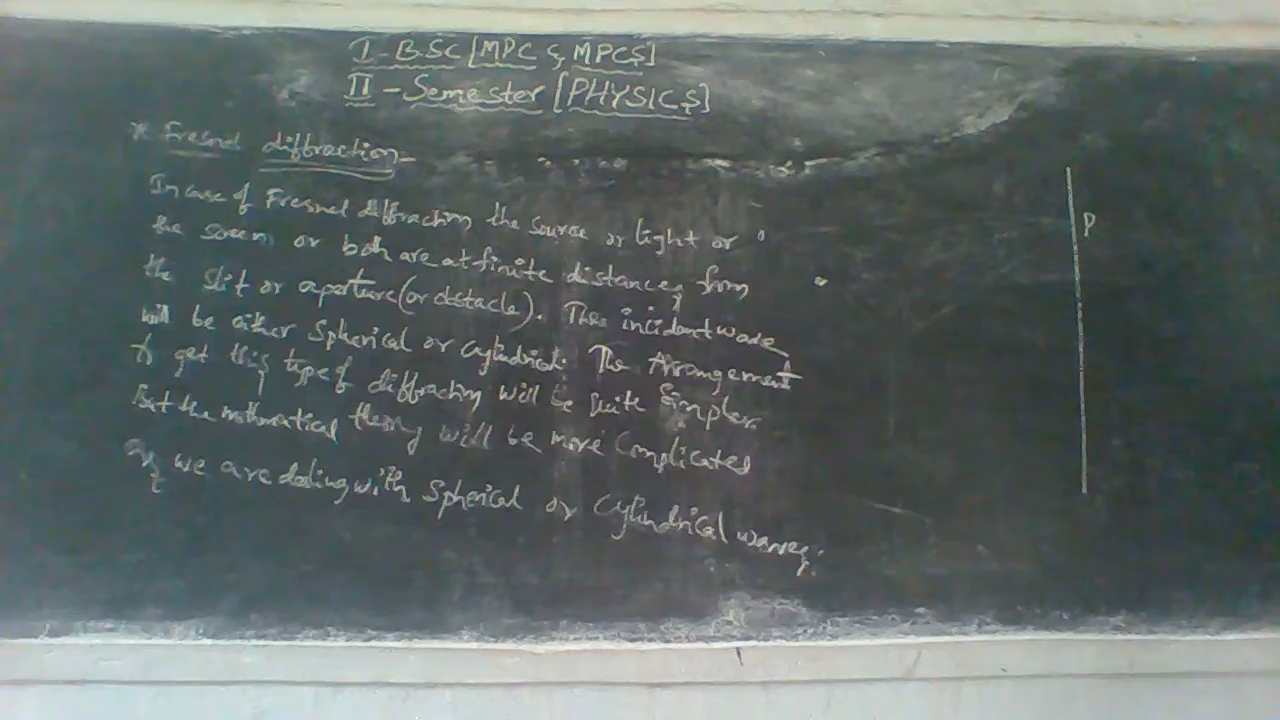 I - B.SC [MPC & MPCS]
II - Semester [PHYSICS]
* Fresnel diffraction-
In case of Fresnel diffraction the source or light or
the screen or both are at finite distances from
the slit or aperture (or obstacle). The incident wave
will be either Spherical or Cylindrical. The Arrangement
to get this type of diffraction will be quite Simpler
But the mathematical theory will be more Complicated
as we are dealing with Spherical or Cylindrical waves.
P